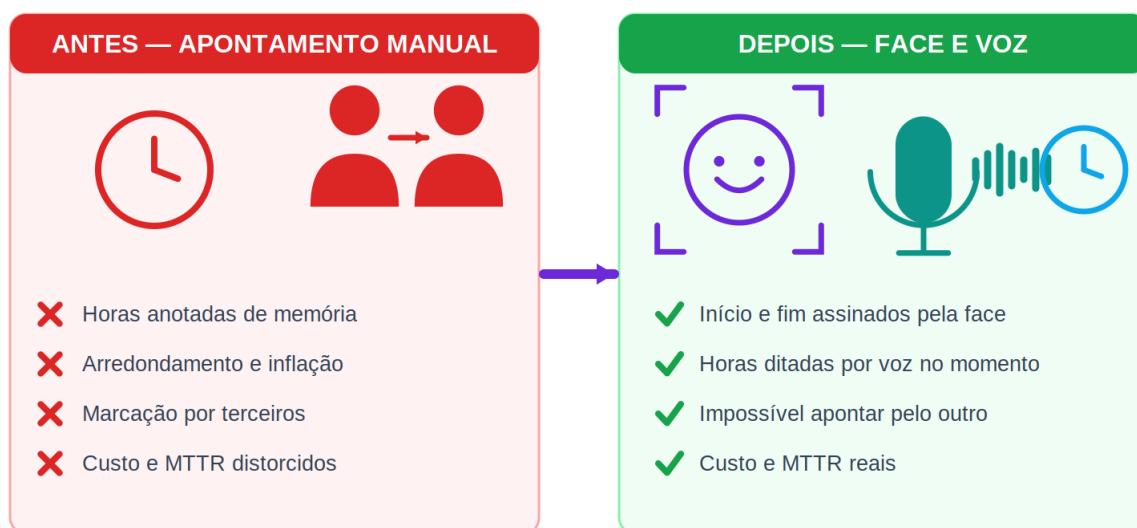 ANTES — APONTAMENTO MANUAL
Horas anotadas de memória
Arredondamento e inflação
Marcação por terceiros
Custo e MTTR distorcidos
DEPOIS — FACE E VOZ
Início e fim assinados pela face
Horas ditadas por voz no momento
Impossível apontar pelo outro
Custo e MTTR reais